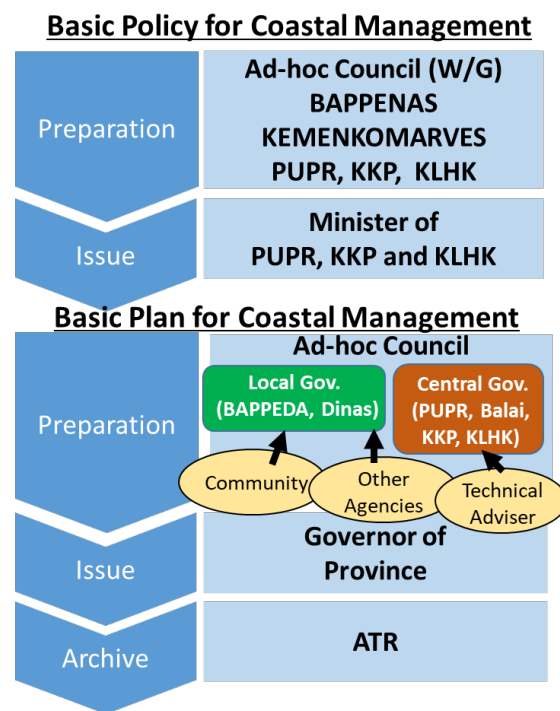 Basic Policy for Coastal Management
Preparation
Ad-hoc Council (W/G)
BAPPENAS
KEMENKOMARVES
PUPR, KKP, KLHK
Issue
Minister of
PUPR, KKP and KLHK
Basic Plan for Coastal Management
Preparation
Ad-hoc Council
Local Gov.
(BAPPEDA, Dinas)
Central Gov.
(PUPR, Balai,
KKP, KLHK)
Community
Other
Agencies
Technical
Adviser
Issue
Governor of
Province
Archive
ATR